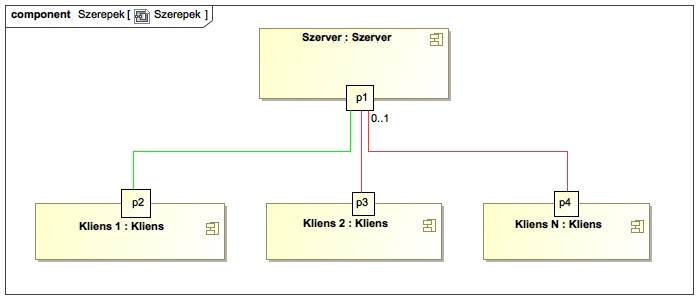 component Szerepek [ Szerepek ]
Szerver : Szerver
p1
0..1
p2
p3
p4
Kliens 1 : Kliens
Kliens 2 : Kliens
Kliens N : Kliens